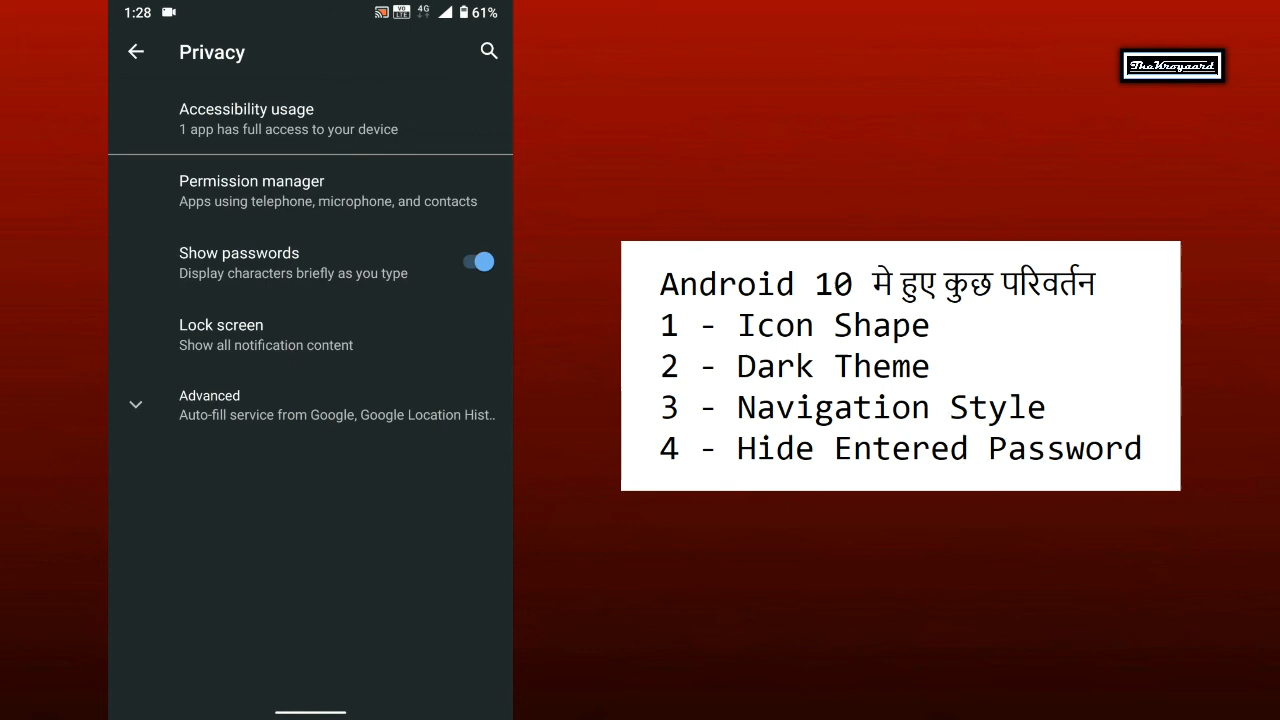 1:28
VO LTE 4G 61%
Privacy
Accessibility usage
1 app has full access to your device
Permission manager
Apps using telephone, microphone, and contacts
Show passwords
Display characters briefly as you type
Lock screen
Show all notification content
Advanced
Auto-fill service from Google, Google Location Hist..
TheKroyaard
Android 10 मे हुए कुछ परिवर्तन
1 - Icon Shape
2 - Dark Theme
3 - Navigation Style
4 - Hide Entered Password